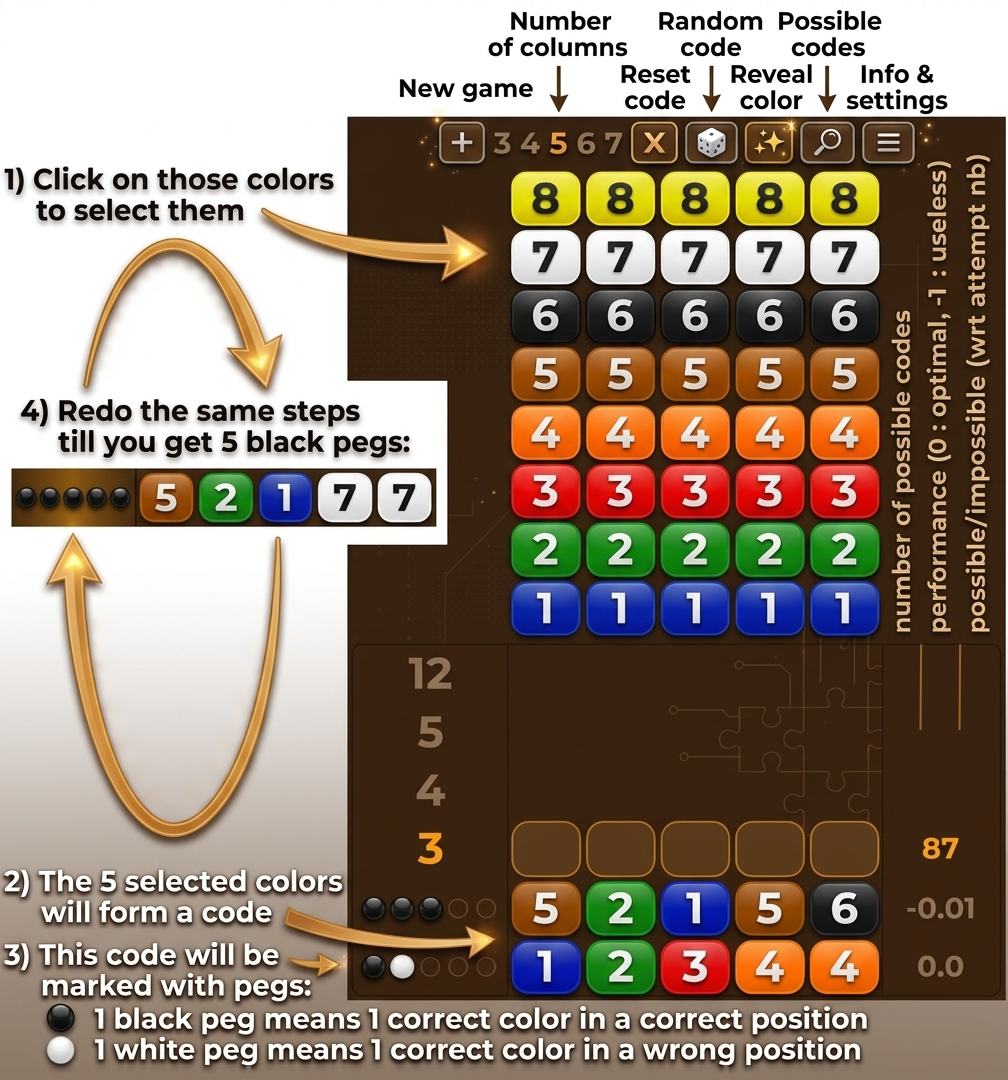 Number
of columns
Random
code
Possible
codes
New game
Reset
code
Reveal
color
Info &
settings
+ 3 4 5 6 7 X
1) Click on those colors
to select them
8 8 8 8 8
7 7 7 7 7
6 6 6 6 6
5 5 5 5 5
4 4 4 4 4
3 3 3 3 3
2 2 2 2 2
1 1 1 1 1
number of possible codes
performance (0 : optimal, -1 : useless)
possible/impossible (wrt attempt nb)
4) Redo the same steps
till you get 5 black pegs:
5 2 1 7 7
12
5
4
3 87
2) The 5 selected colors
will form a code
5 2 1 5 6 -0.01
3) This code will be
marked with pegs:
1 2 3 4 4 0.0
1 black peg means 1 correct color in a correct position
1 white peg means 1 correct color in a wrong position